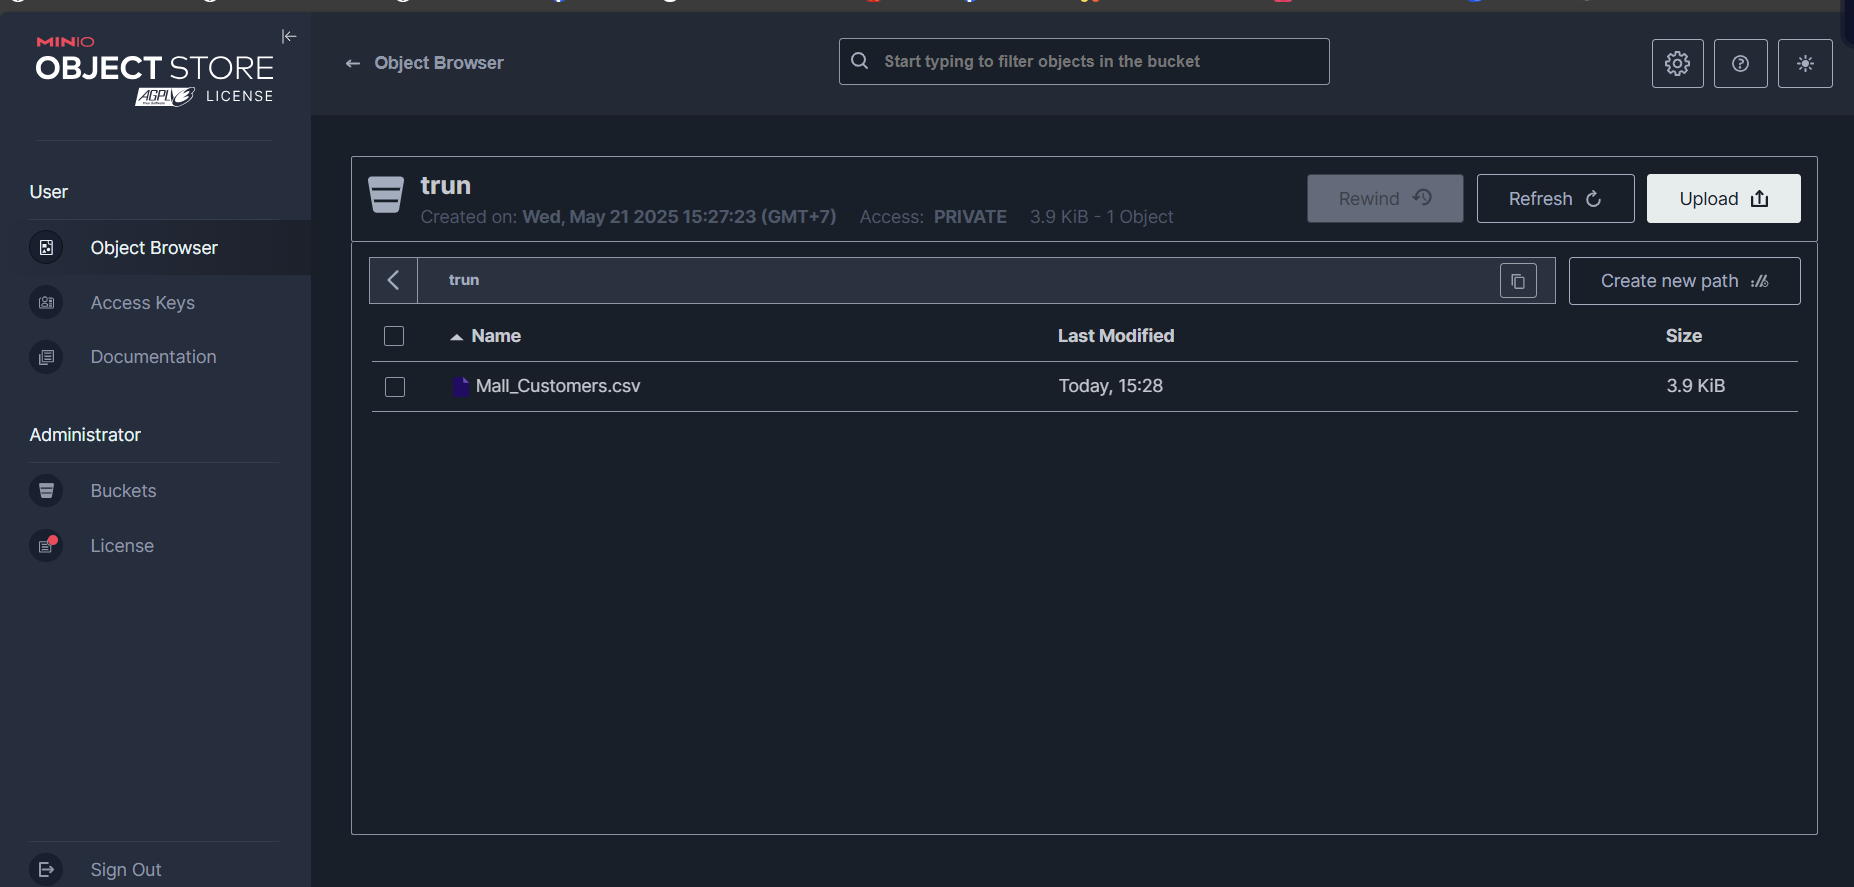 MINIO
OBJECT STORE
AGPL LICENSE
User
Object Browser
Access Keys
Documentation
Administrator
Buckets
License
Sign Out
Object Browser
Start typing to filter objects in the bucket
trun
Created on: Wed, May 21 2025 15:27:23 (GMT+7) Access: PRIVATE 3.9 KiB - 1 Object
Rewind
Refresh
Upload
trun
Create new path
Name Last Modified Size
Mall_Customers.csv Today, 15:28 3.9 KiB